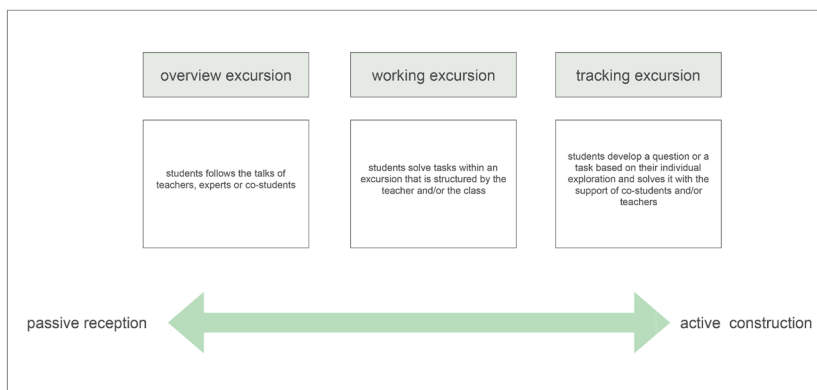 overview excursion
working excursion
tracking excursion
students follows the talks of
teachers, experts or co-students
students solve tasks within an
excursion that is structured by the
teacher and/or the class
students develop a question or a
task based on their individual
exploration and solves it with the
support of co-students and/or
teachers
passive reception
active construction